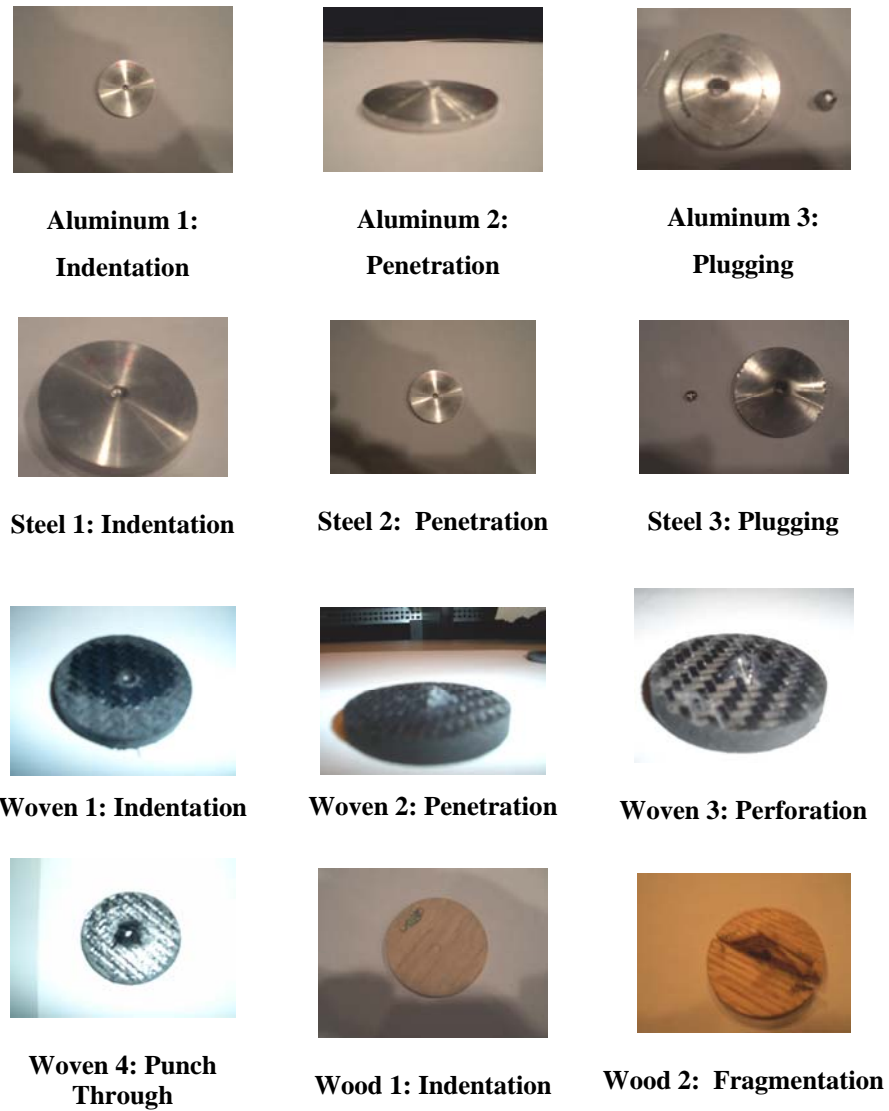 Aluminum 1:
Indentation
Aluminum 2:
Penetration
Aluminum 3:
Plugging
Steel 1: Indentation
Steel 2: Penetration
Steel 3: Plugging
Woven 1: Indentation
Woven 2: Penetration
Woven 3: Perforation
Woven 4: Punch
Through
Wood 1: Indentation
Wood 2: Fragmentation